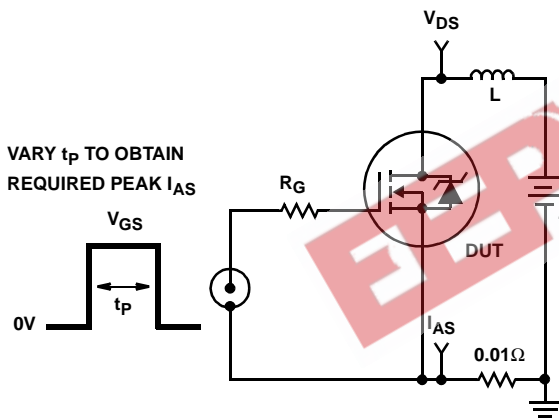 VDS
L
VARY tP TO OBTAIN
REQUIRED PEAK IAS
RG
VGS
DUT
tP
0V
IAS
0.01Ω